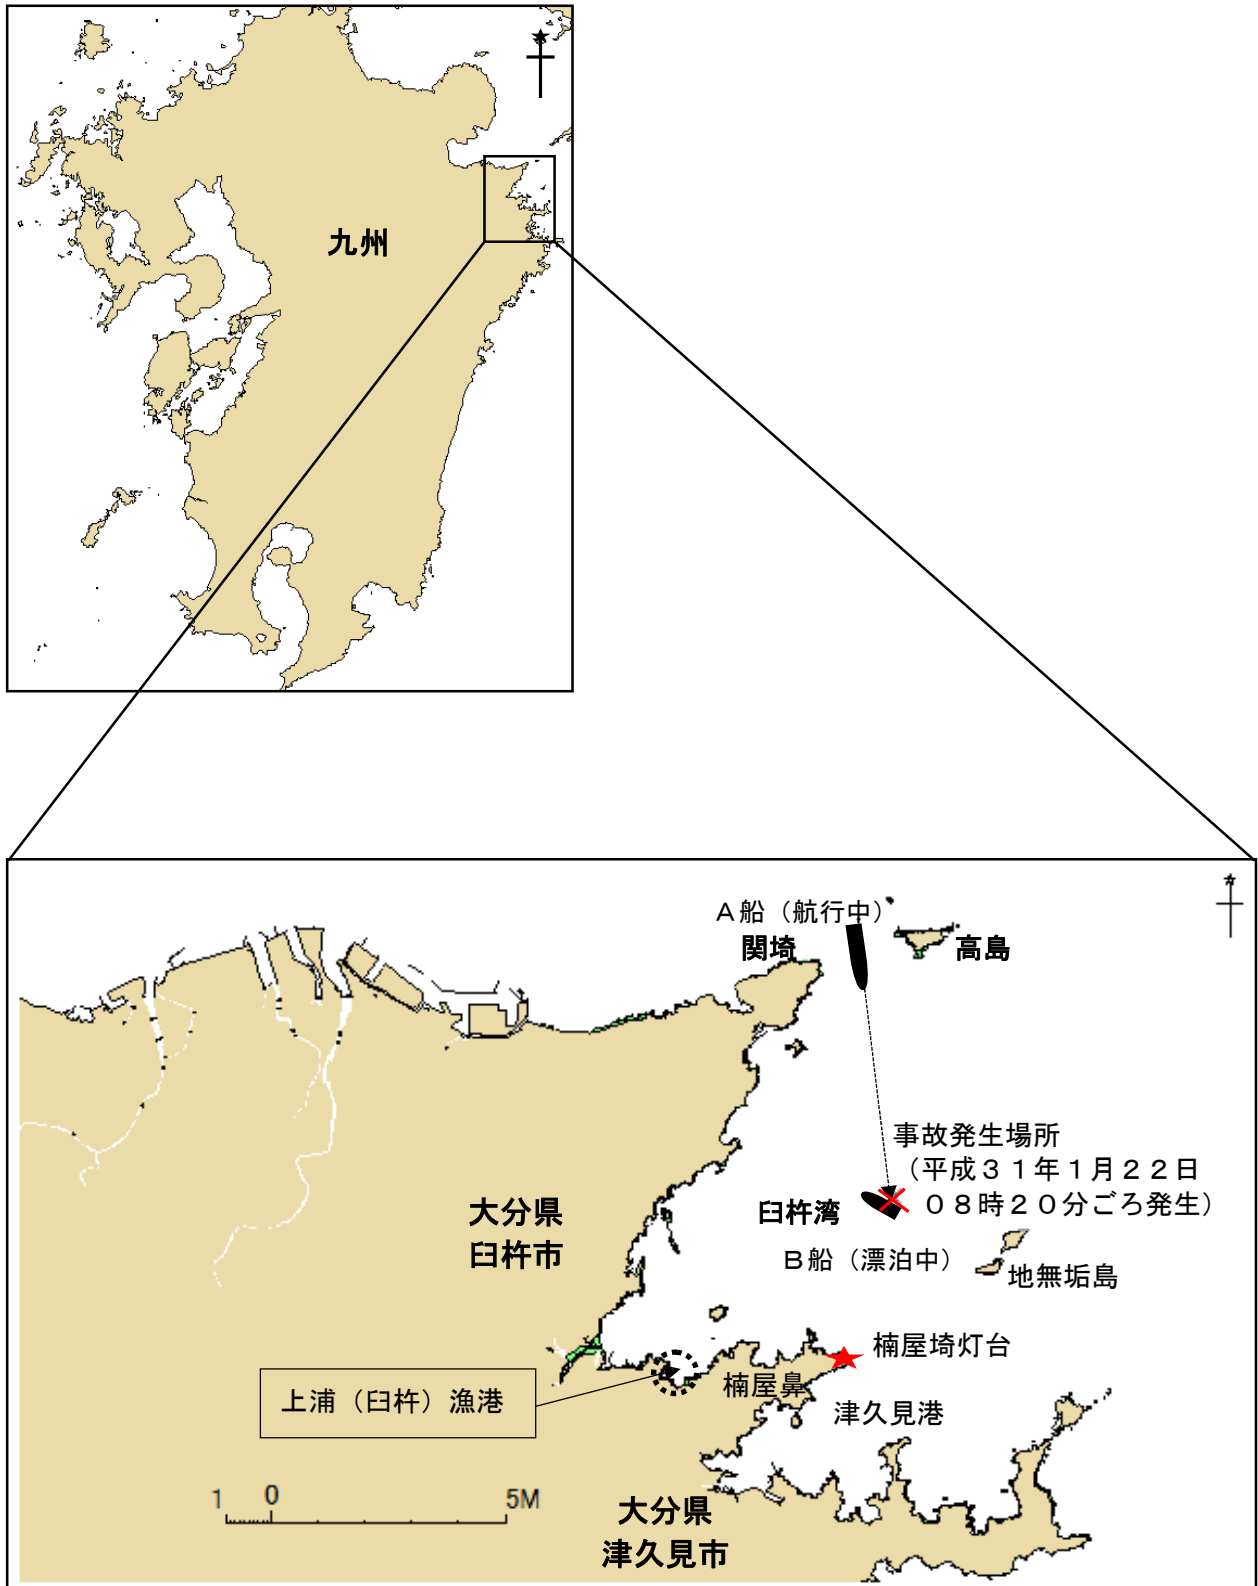 九州
A船（航行中）
関埼
高島
事故発生場所
（平成３１年１月２２日
０８時２０分ごろ発生）
大分県
臼杵市
臼杵湾
B船（漂泊中）
地無垢島
楠屋埼灯台
楠屋鼻
上浦（臼杵）漁港
津久見港
1 0 5M
大分県
津久見市